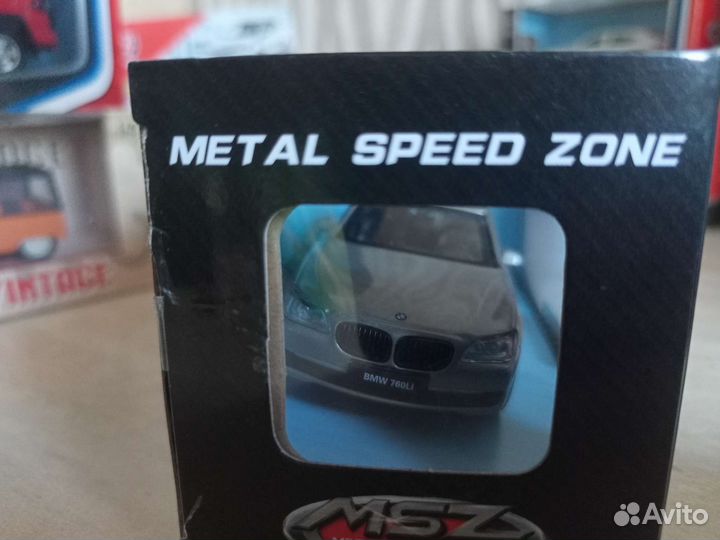 METAL SPEED ZONE
BMW 760Li
MSZ
VINTAGE
Avito